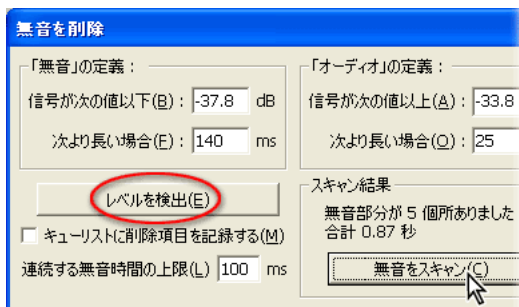 無音を削除
「無音」の定義：
信号が次の値以下(B)： -37.8 dB
次より長い場合(F)： 140 ms
「オーディオ」の定義：
信号が次の値以上(A)： -33.8
次より長い場合(O)： 25
レベルを検出(E)
キューリストに削除項目を記録する(M)
連続する無音時間の上限(L) 100 ms
スキャン結果
無音部分が 5 個所ありました
合計 0.87 秒
無音をスキャン(C)